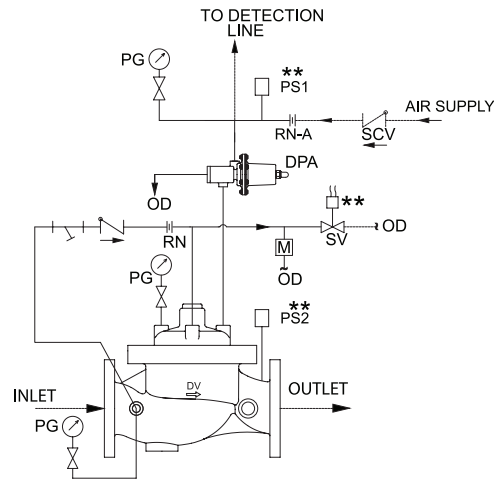 TO DETECTION
LINE
PG
**
PS1
AIR SUPPLY
RN-A
SCV
DPA
OD
**
RN
OD
SV
PG
M
OD
**
PS2
DV
INLET
OUTLET
PG